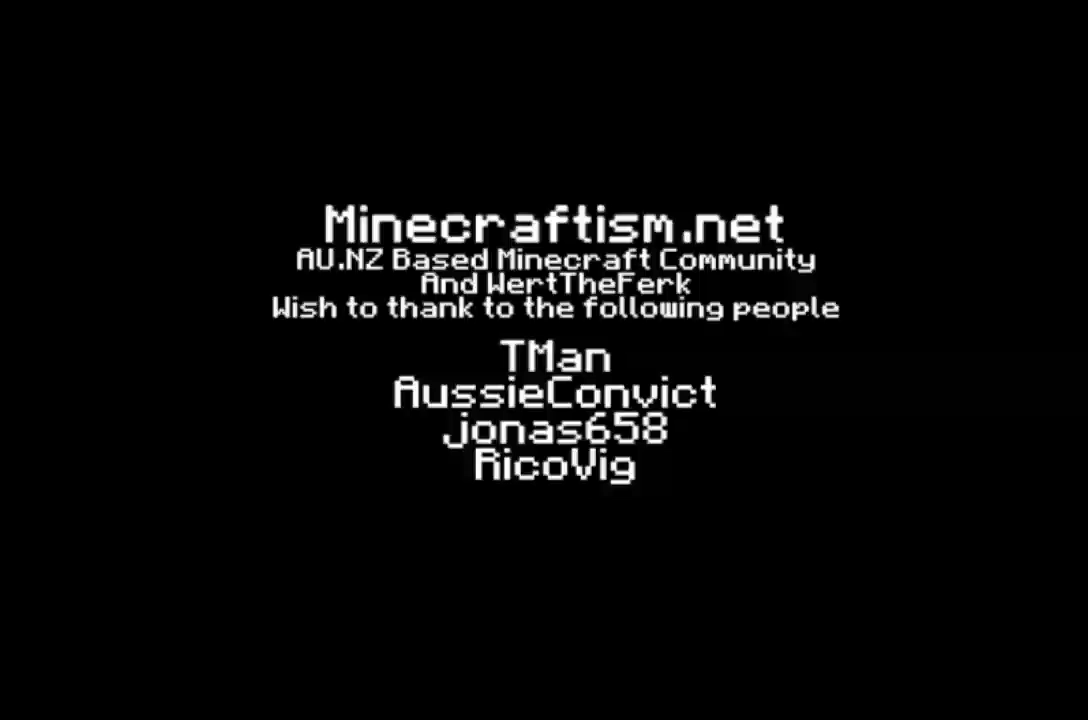 Minecraftism.net
AU.NZ Based Minecraft Community
And WertTheFerk
Wish to thank to the following people
TMan
AussieConvict
jonas658
RicoVig